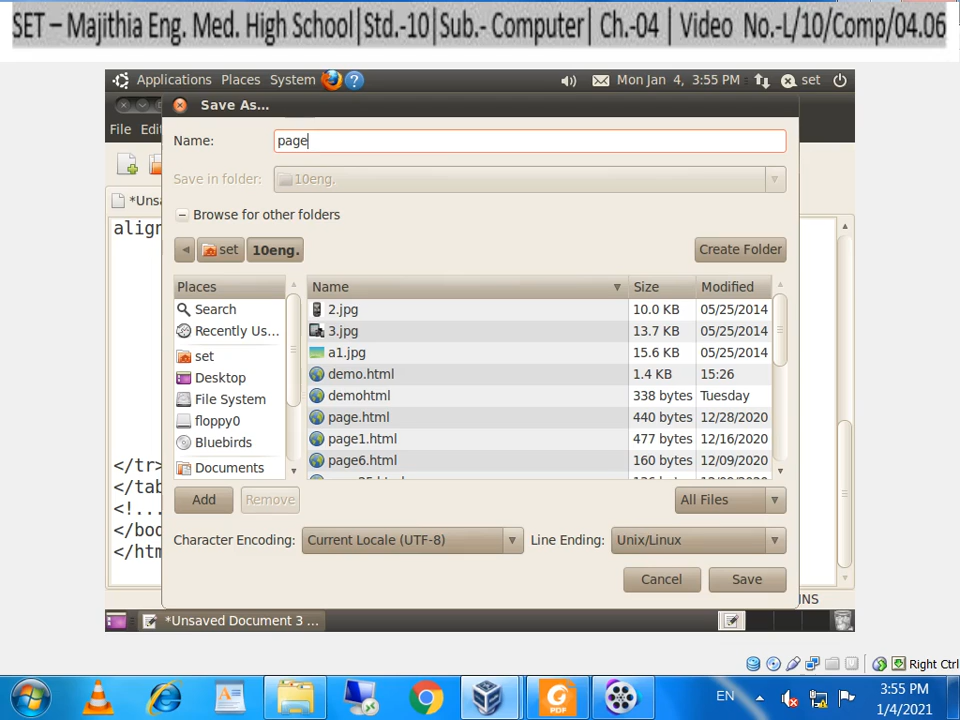 SET – Majithia Eng. Med. High School|Std.-10|Sub.- Computer| Ch.-04 | Video No.-L/10/Comp/04.06
Applications Places System ? Mon Jan 4, 3:55 PM set
Save As...
File Edi
Name: page
Save in folder: 10eng.
*Unsa
Browse for other folders
align
set 10eng. Create Folder
Places Name Size Modified
Search 2.jpg 10.0 KB 05/25/2014
Recently Us... 3.jpg 13.7 KB 05/25/2014
set a1.jpg 15.6 KB 05/25/2014
Desktop demo.html 1.4 KB 15:26
File System demohtml 338 bytes Tuesday
floppy0 page.html 440 bytes 12/28/2020
Bluebirds page1.html 477 bytes 12/16/2020
Documents page6.html 160 bytes 12/09/2020
</tr>
</tab
<!...
</bod
</htm
Add Remove All Files
Character Encoding: Current Locale (UTF-8) Line Ending: Unix/Linux
Cancel Save
NS
*Unsaved Document 3 ...
Right Ctrl
PDF EN 3:55 PM
1/4/2021